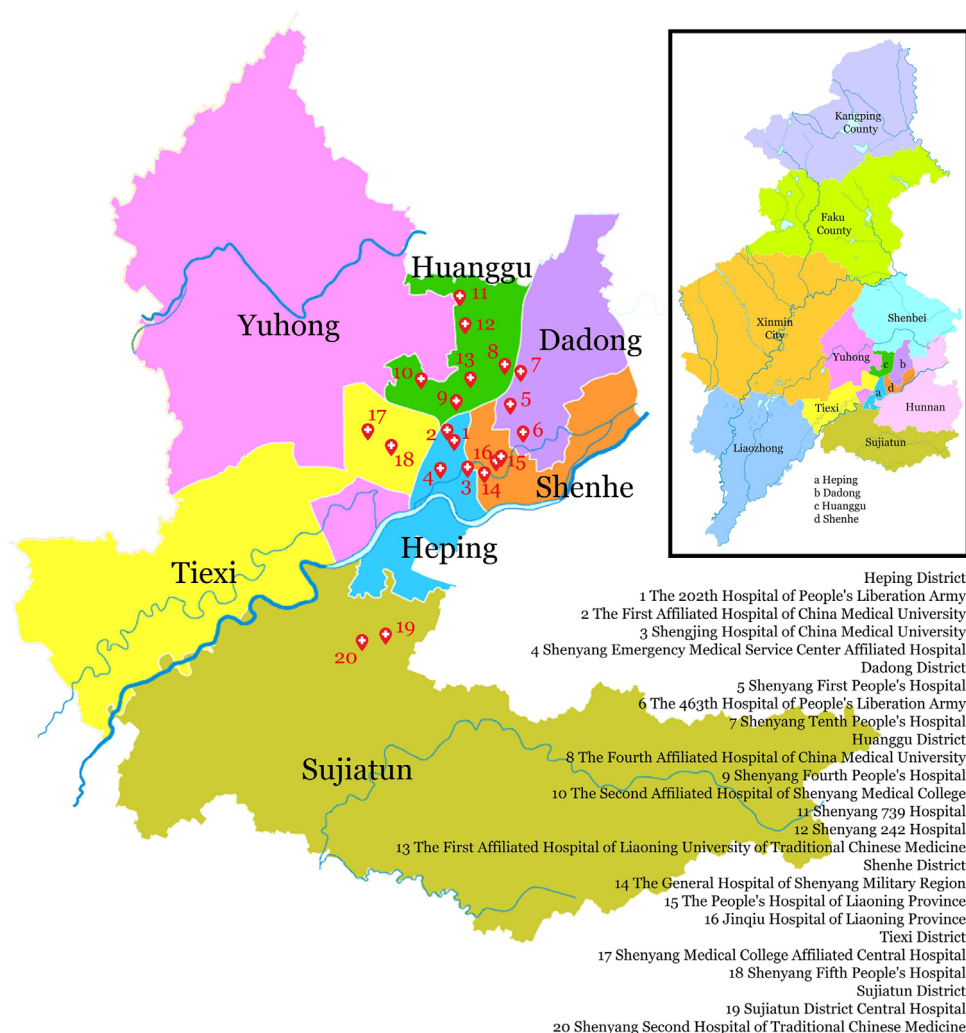 Huanggu
Yuhong
Dadong
Shenhe
Heping
Tiexi
Sujiatun
11
12
8
13
7
10
9
5
17
2
1
6
18
16
15
4
3
14
19
20
Kangping
County
Faku
County
Xinmin
City
Shenbei
Yuhong
c
b
a
d
Tiexi
Hunnan
Liaozhong
Sujiatun
a Heping
b Dadong
c Huanggu
d Shenhe
Heping District
1 The 202th Hospital of People's Liberation Army
2 The First Affiliated Hospital of China Medical University
3 Shengjing Hospital of China Medical University
4 Shenyang Emergency Medical Service Center Affiliated Hospital
Dadong District
5 Shenyang First People's Hospital
6 The 463th Hospital of People's Liberation Army
7 Shenyang Tenth People's Hospital
Huanggu District
8 The Fourth Affiliated Hospital of China Medical University
9 Shenyang Fourth People's Hospital
10 The Second Affiliated Hospital of Shenyang Medical College
11 Shenyang 739 Hospital
12 Shenyang 242 Hospital
13 The First Affiliated Hospital of Liaoning University of Traditional Chinese Medicine
Shenhe District
14 The General Hospital of Shenyang Military Region
15 The People's Hospital of Liaoning Province
16 Jinqiu Hospital of Liaoning Province
Tiexi District
17 Shenyang Medical College Affiliated Central Hospital
18 Shenyang Fifth People's Hospital
Sujiatun District
19 Sujiatun District Central Hospital
20 Shenyang Second Hospital of Traditional Chinese Medicine